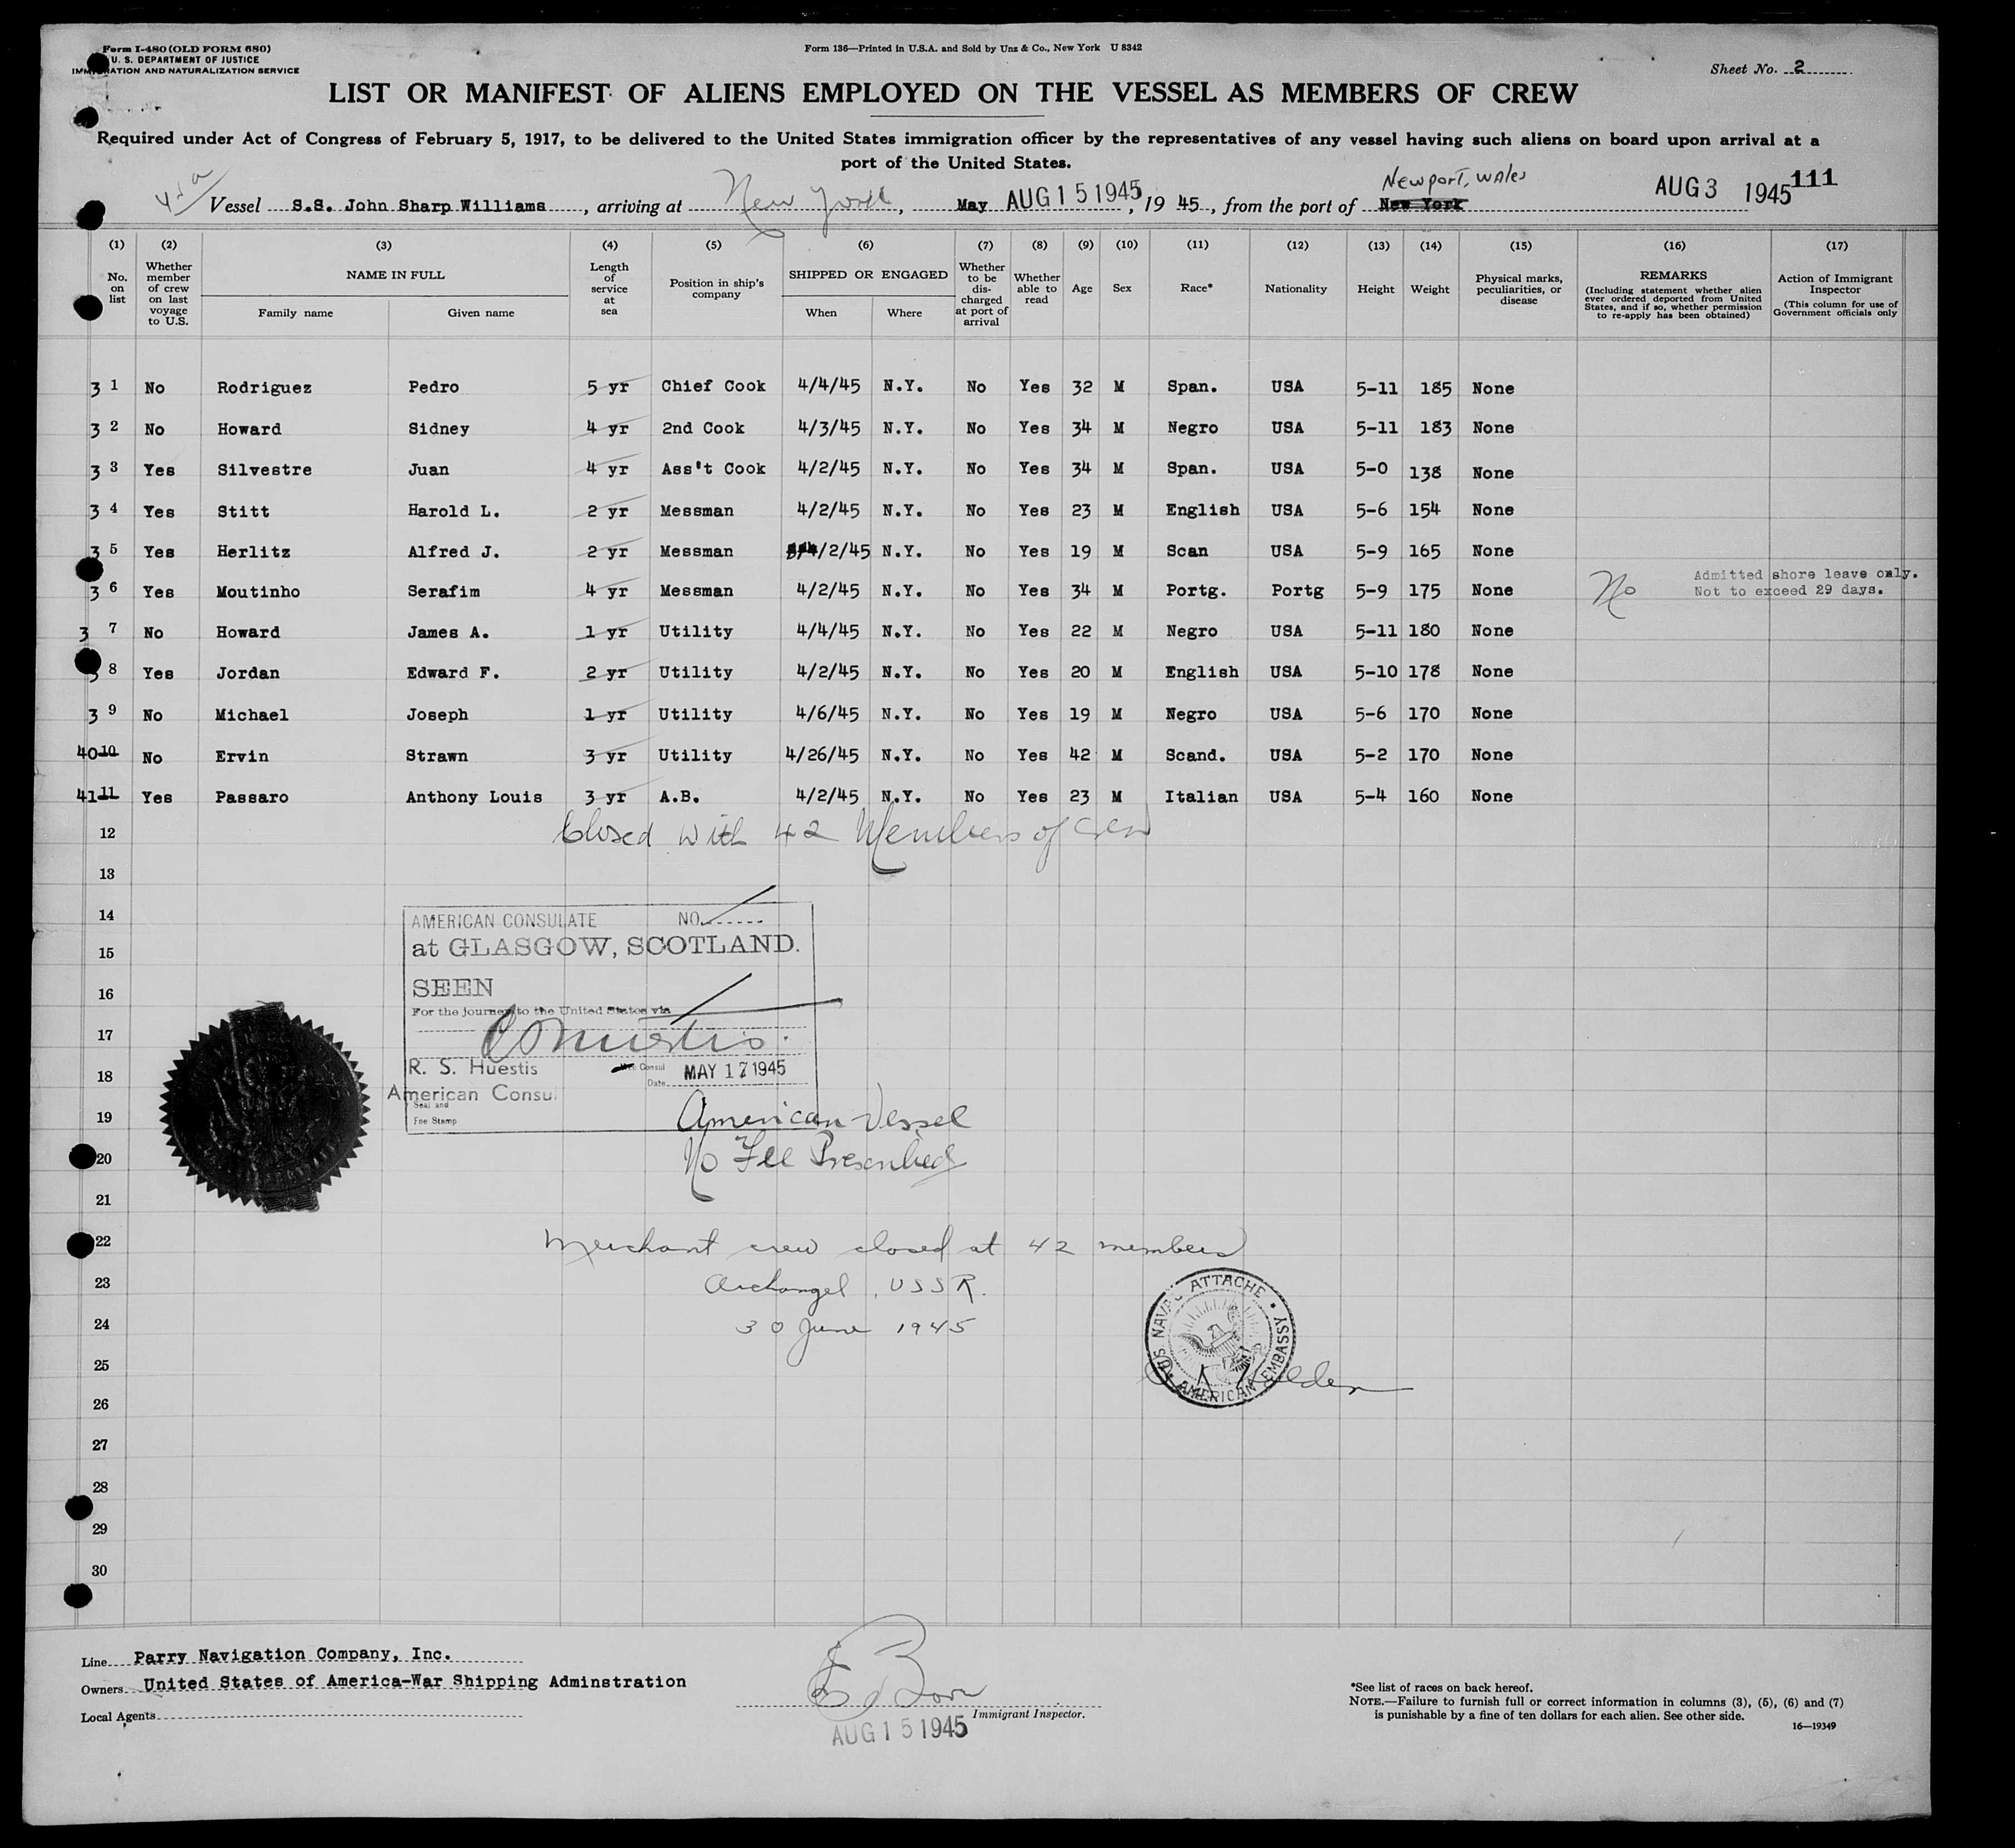 Form I-480 (OLD FORM 680)
U. S. DEPARTMENT OF JUSTICE
IMMIGRATION AND NATURALIZATION SERVICE
Form 136—Printed in U.S.A. and Sold by Unz & Co., New York U 8342
Sheet No. 2
LIST OR MANIFEST OF ALIENS EMPLOYED ON THE VESSEL AS MEMBERS OF CREW
Required under Act of Congress of February 5, 1917, to be delivered to the United States immigration officer by the representatives of any vessel having such aliens on board upon arrival at a
port of the United States.
Newport, Wales
Vessel S.S. John Sharp Williams, arriving at New York, May AUG 15 1945, 19 45, from the port of New York AUG 3 1945 111
(1) (2) (3) (4) (5) (6) (7) (8) (9) (10) (11) (12) (13) (14) (15) (16) (17)
No. on list
Whether member of crew on last voyage to U.S.
NAME IN FULL
Family name
Given name
Length of service at sea
Position in ship's company
SHIPPED OR ENGAGED
When
Where
Whether to be discharged at port of arrival
Whether able to read
Age
Sex
Race*
Nationality
Height
Weight
Physical marks, peculiarities, or disease
REMARKS
(Including statement whether alien ever ordered deported from United States, and if so, whether permission to re-apply has been obtained)
Action of Immigrant Inspector
(This column for use of Government officials only
3 1 No Rodriguez Pedro 5 yr Chief Cook 4/4/45 N.Y. No Yes 32 M Span. USA 5-11 185 None
3 2 No Howard Sidney 4 yr 2nd Cook 4/3/45 N.Y. No Yes 34 M Negro USA 5-11 183 None
3 3 Yes Silvestre Juan 4 yr Ass't Cook 4/2/45 N.Y. No Yes 34 M Span. USA 5-0 138 None
3 4 Yes Stitt Harold L. 2 yr Messman 4/2/45 N.Y. No Yes 23 M English USA 5-6 154 None
3 5 Yes Herlitz Alfred J. 2 yr Messman 4/2/45 N.Y. No Yes 19 M Scan USA 5-9 165 None
3 6 Yes Moutinho Serafim 4 yr Messman 4/2/45 N.Y. No Yes 34 M Portg. Portg 5-9 175 None No Admitted shore leave only.
Not to exceed 29 days.
3 7 No Howard James A. 1 yr Utility 4/4/45 N.Y. No Yes 22 M Negro USA 5-11 180 None
3 8 Yes Jordan Edward F. 2 yr Utility 4/2/45 N.Y. No Yes 20 M English USA 5-10 178 None
3 9 No Michael Joseph 1 yr Utility 4/6/45 N.Y. No Yes 19 M Negro USA 5-6 170 None
40 10 No Ervin Strawn 3 yr Utility 4/26/45 N.Y. No Yes 42 M Scand. USA 5-2 170 None
41 11 Yes Passaro Anthony Louis 3 yr A.B. 4/2/45 N.Y. No Yes 23 M Italian USA 5-4 160 None
12 Closed with 42 Members of crew
13
14
AMERICAN CONSULATE NO.
15
at GLASGOW, SCOTLAND.
16
SEEN
For the journey to the United States via
17
R. S. Huestis Vice Consul
18
Date MAY 17 1945
American Consul
Seal and
Fee Stamp
19
American Vessel
20
No Fee Prescribed
21
22 Merchant crew closed at 42 members
23 Archangel, USSR.
24 30 June 1945
U.S. NAVAL ATTACHE • AMERICAN EMBASSY
25
26
27
28
29
30
Line Parry Navigation Company, Inc.
Owners United States of America-War Shipping Adminstration
Local Agents
Immigrant Inspector.
AUG 15 1945
*See list of races on back hereof.
NOTE.—Failure to furnish full or correct information in columns (3), (5), (6) and (7)
is punishable by a fine of ten dollars for each alien. See other side.
16—19349